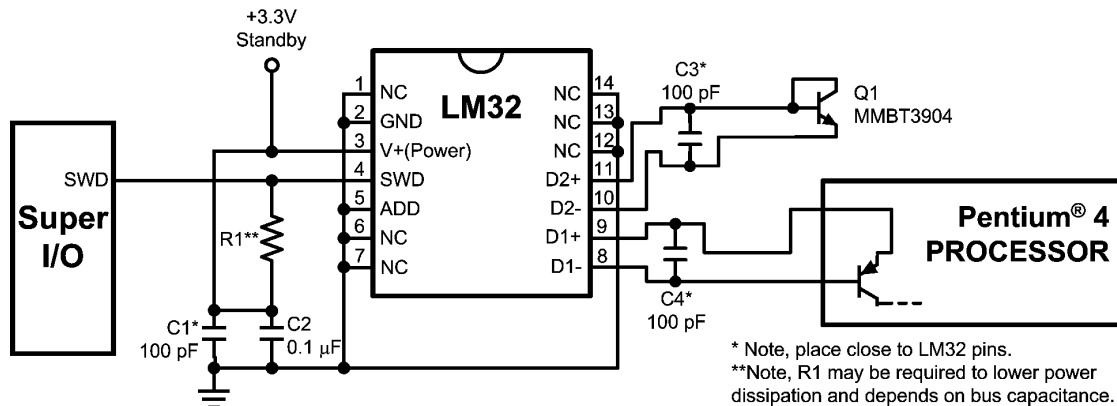 +3.3V
Standby
SWD
Super
I/O
R1**
C1*
100 pF
C2
0.1 µF
LM32
1 NC
2 GND
3 V+(Power)
4 SWD
5 ADD
6 NC
7 NC
NC 14
NC 13
NC 12
D2+ 11
D2- 10
D1+ 9
D1- 8
C3*
100 pF
Q1
MMBT3904
C4*
100 pF
Pentium® 4
PROCESSOR
* Note, place close to LM32 pins.
**Note, R1 may be required to lower power
dissipation and depends on bus capacitance.